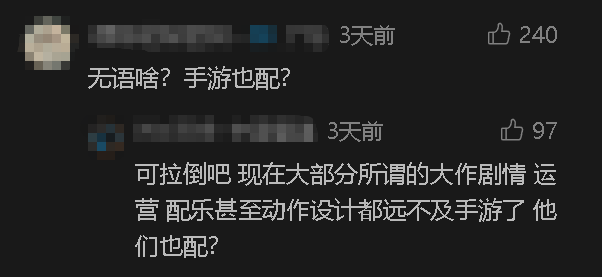 3天前 240
无语啥？手游也配？
3天前 97
可拉倒吧 现在大部分所谓的大作剧情 运
营 配乐甚至动作设计都远不及手游了 他
们也配？